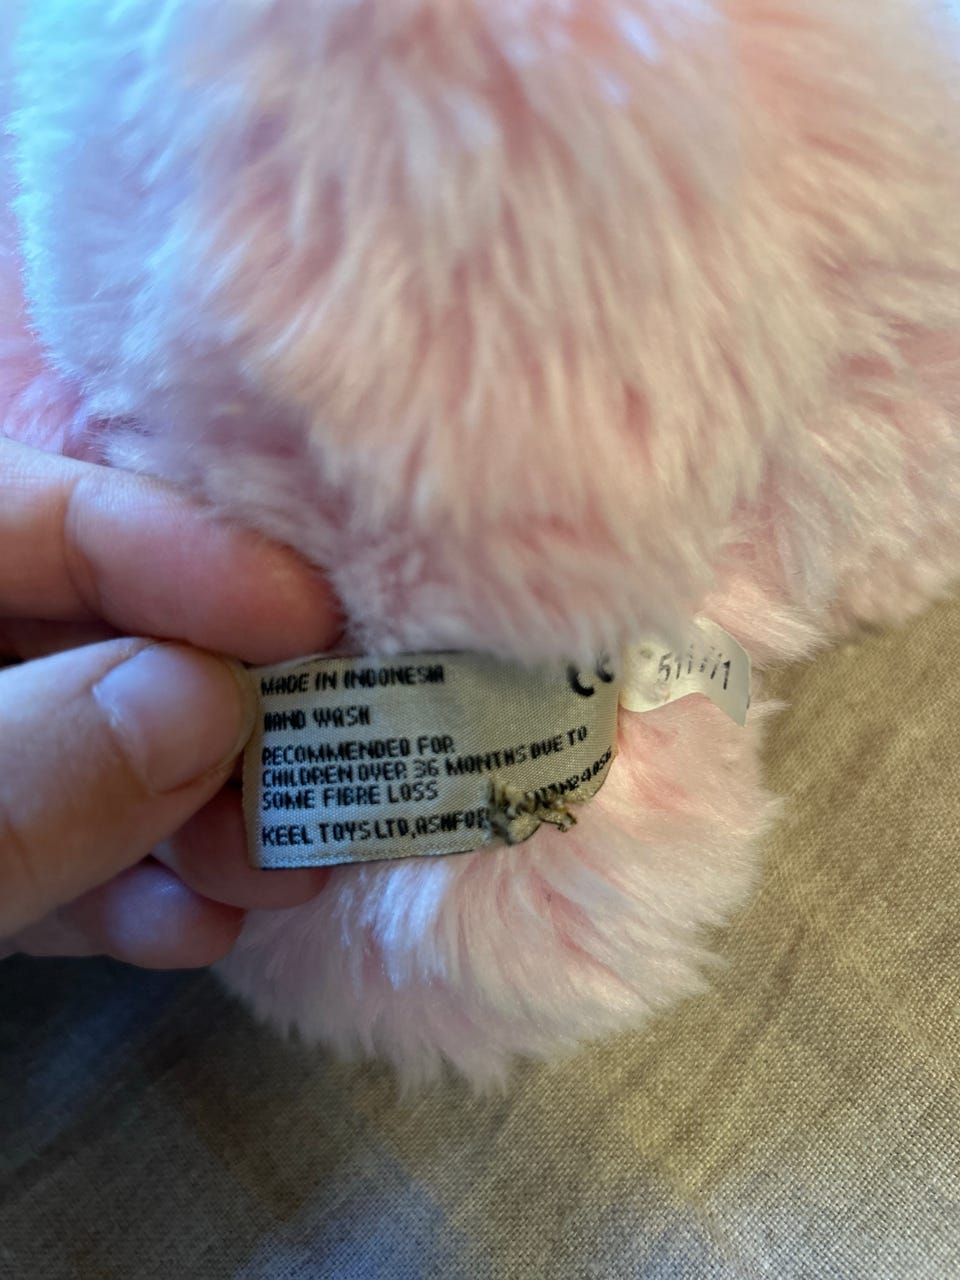 MADE IN INDONESIA
CE
HAND WASH
RECOMMENDED FOR
CHILDREN OVER 36 MONTHS DUE TO
SOME FIBRE LOSS
KEEL TOYS LTD,